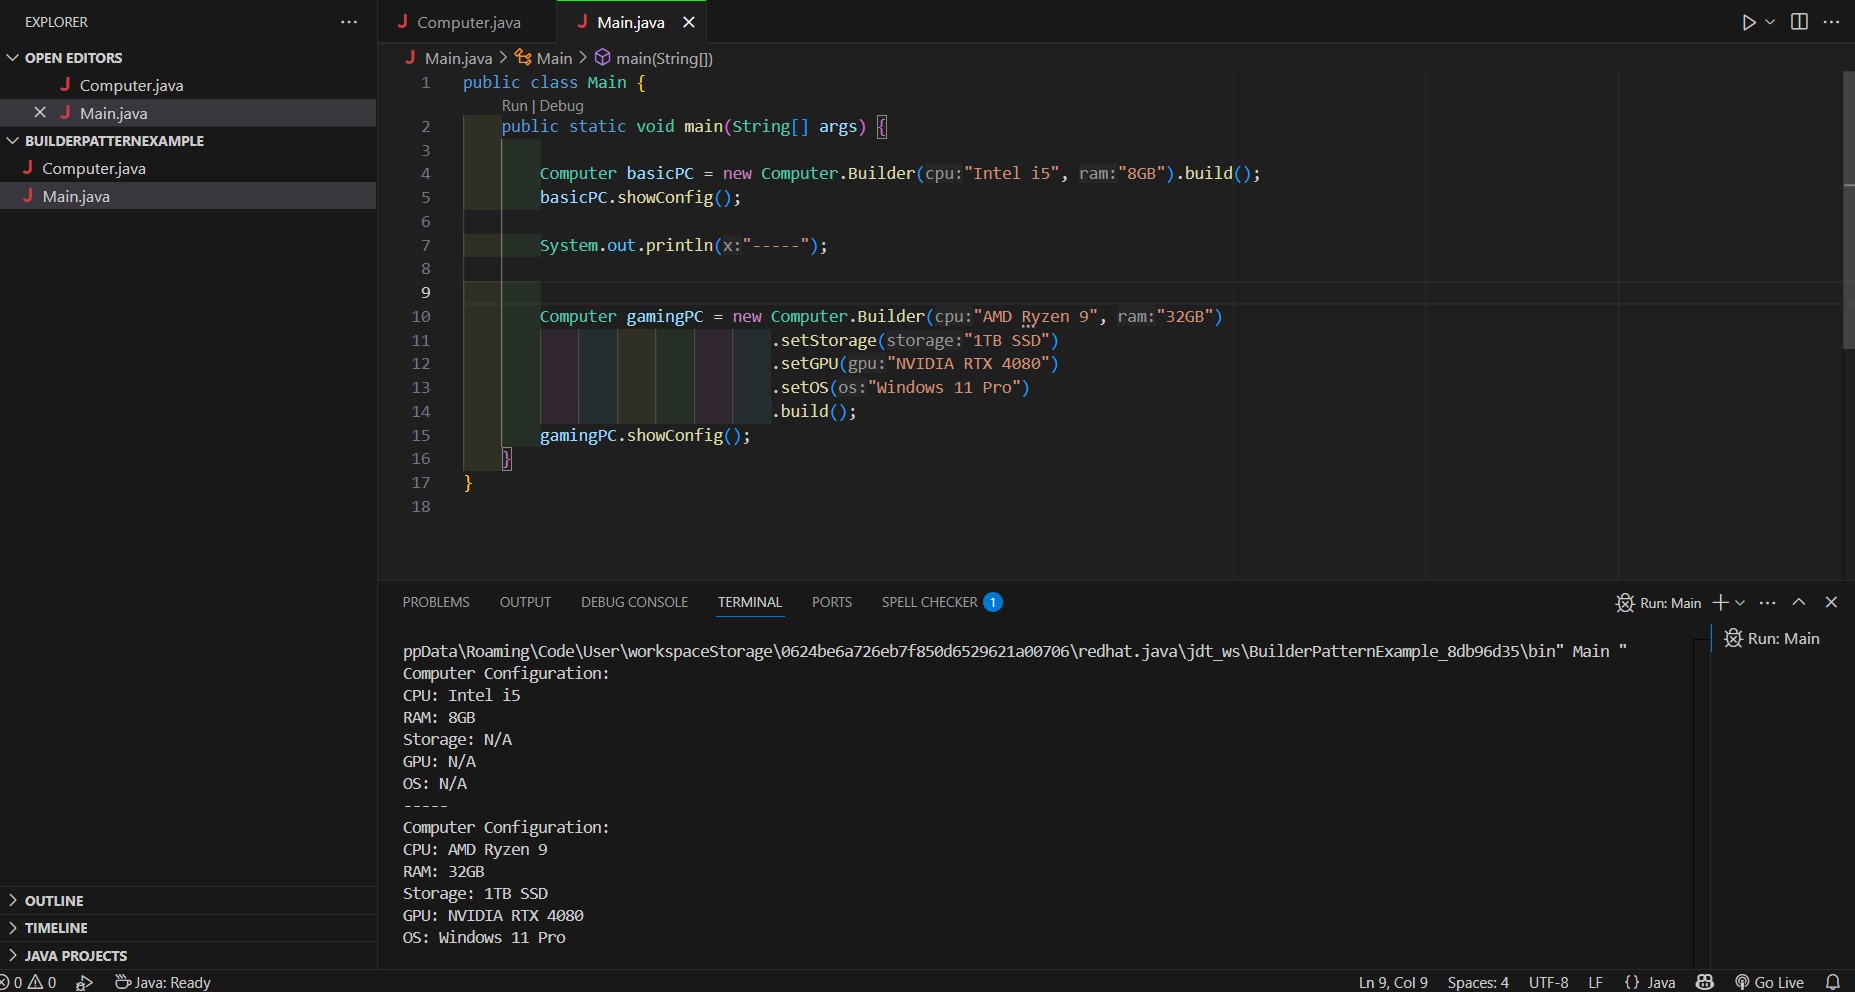 EXPLORER
OPEN EDITORS
Computer.java
Main.java
BUILDERPATTERNEXAMPLE
Computer.java
Main.java
OUTLINE
TIMELINE
JAVA PROJECTS
Computer.java Main.java
Main.java > Main > main(String[])
1 public class Main {
Run | Debug
2 public static void main(String[] args) {
3
4 Computer basicPC = new Computer.Builder(cpu:"Intel i5", ram:"8GB").build();
5 basicPC.showConfig();
6
7 System.out.println(x:"-----");
8
9
10 Computer gamingPC = new Computer.Builder(cpu:"AMD Ryzen 9", ram:"32GB")
11 .setStorage(storage:"1TB SSD")
12 .setGPU(gpu:"NVIDIA RTX 4080")
13 .setOS(os:"Windows 11 Pro")
14 .build();
15 gamingPC.showConfig();
16 }
17 }
18
PROBLEMS OUTPUT DEBUG CONSOLE TERMINAL PORTS SPELL CHECKER 1 Run: Main
Run: Main
ppData\Roaming\Code\User\workspaceStorage\0624be6a726eb7f850d6529621a00706\redhat.java\jdt_ws\BuilderPatternExample_8db96d35\bin" Main "
Computer Configuration:
CPU: Intel i5
RAM: 8GB
Storage: N/A
GPU: N/A
OS: N/A
-----
Computer Configuration:
CPU: AMD Ryzen 9
RAM: 32GB
Storage: 1TB SSD
GPU: NVIDIA RTX 4080
OS: Windows 11 Pro
0 0 Java: Ready Ln 9, Col 9 Spaces: 4 UTF-8 LF {} Java Go Live